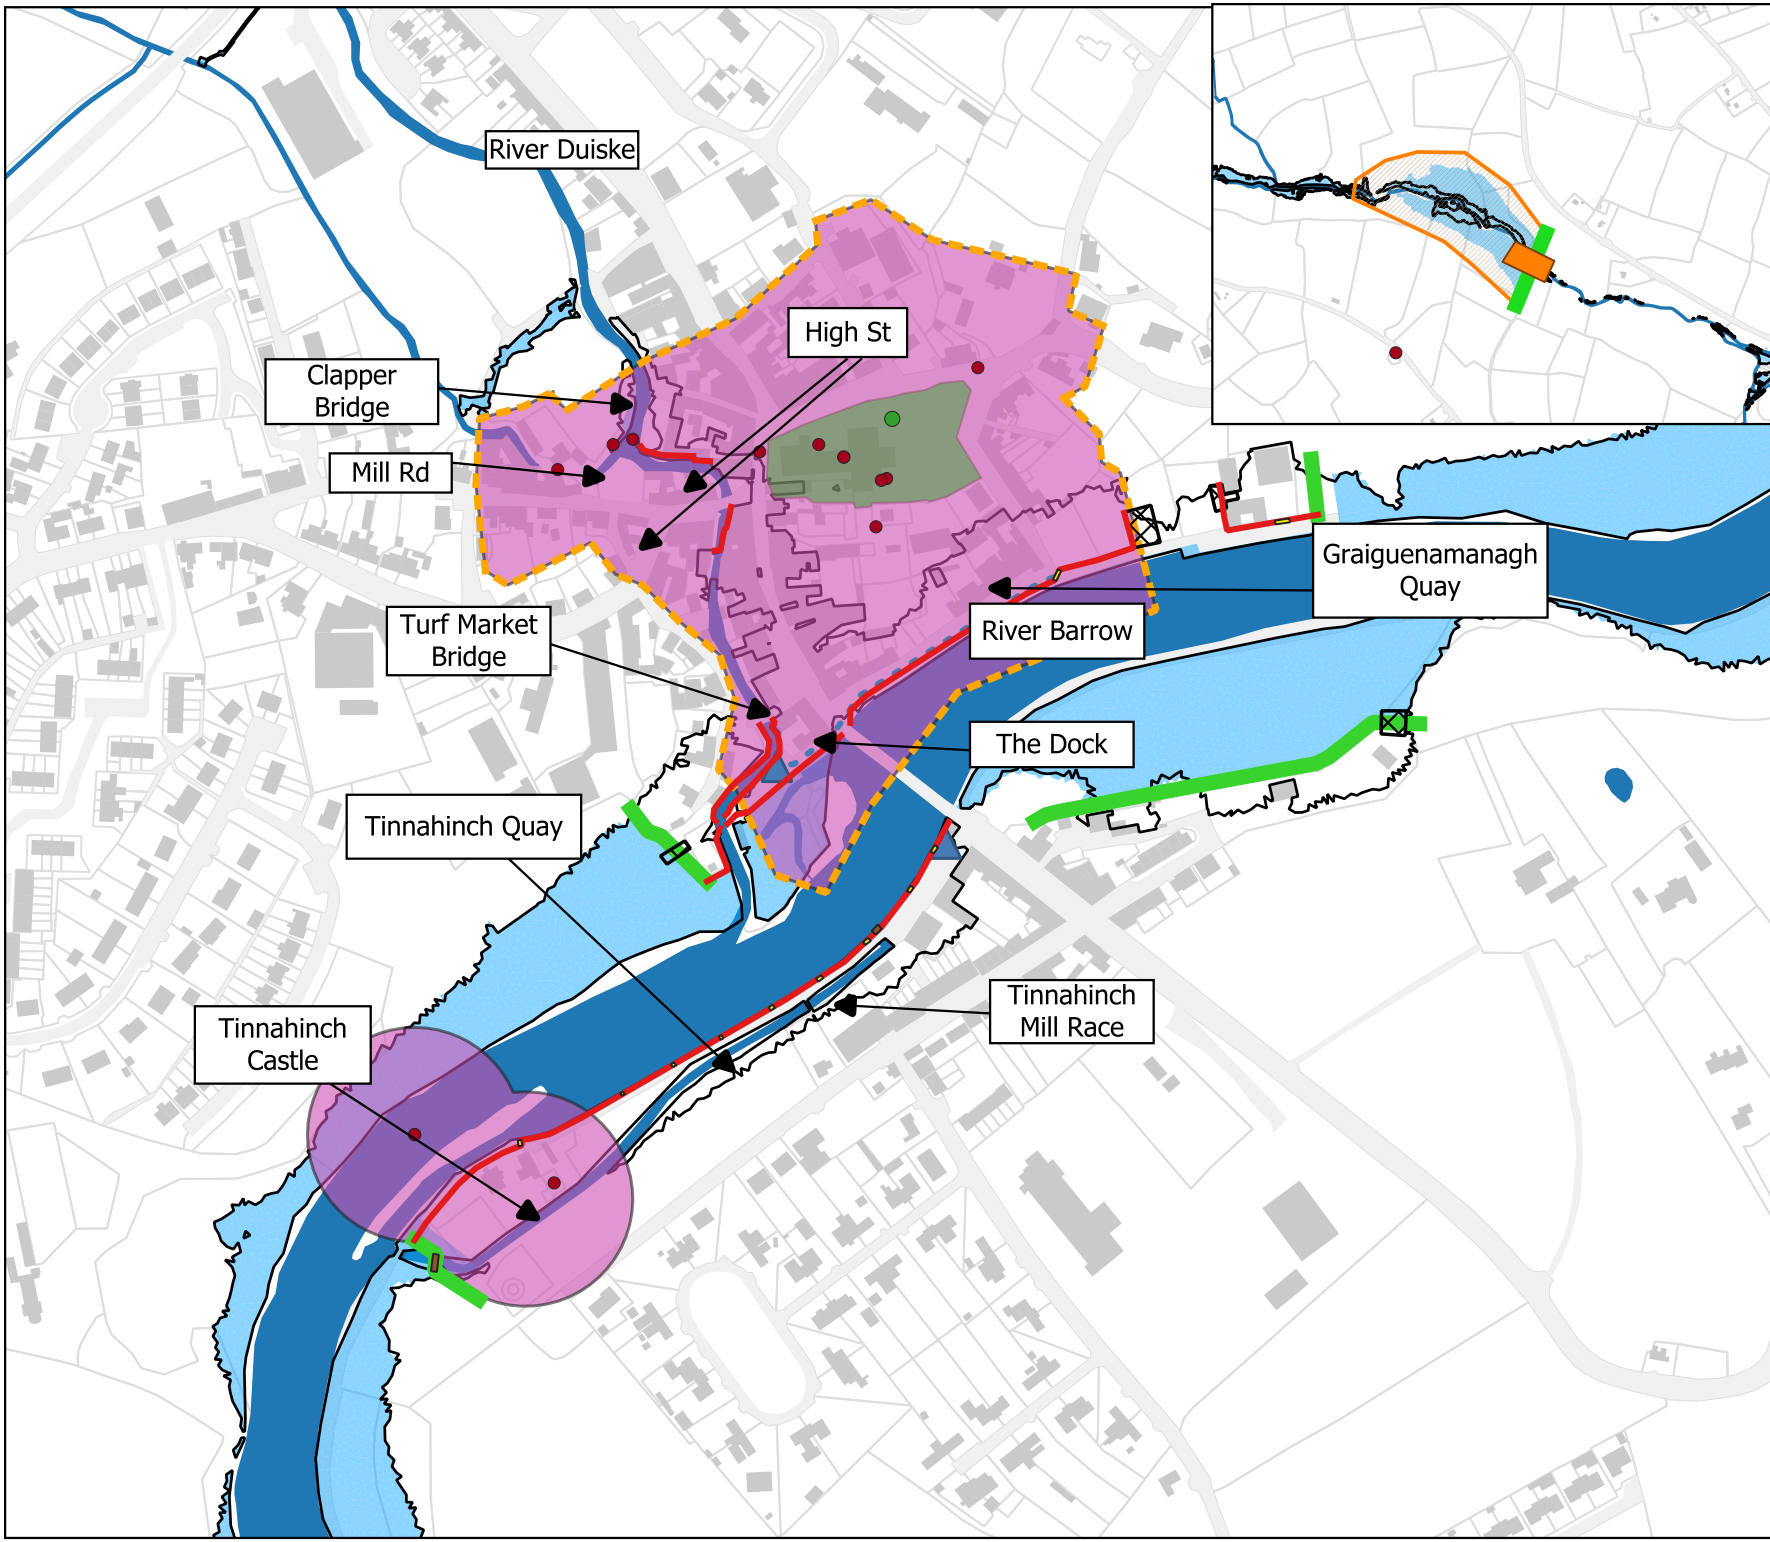 River Duiske
High St
Clapper
Bridge
Mill Rd
Graiguenamanagh
Quay
Turf Market
Bridge
River Barrow
The Dock
Tinnahinch Quay
Tinnahinch
Mill Race
Tinnahinch
Castle